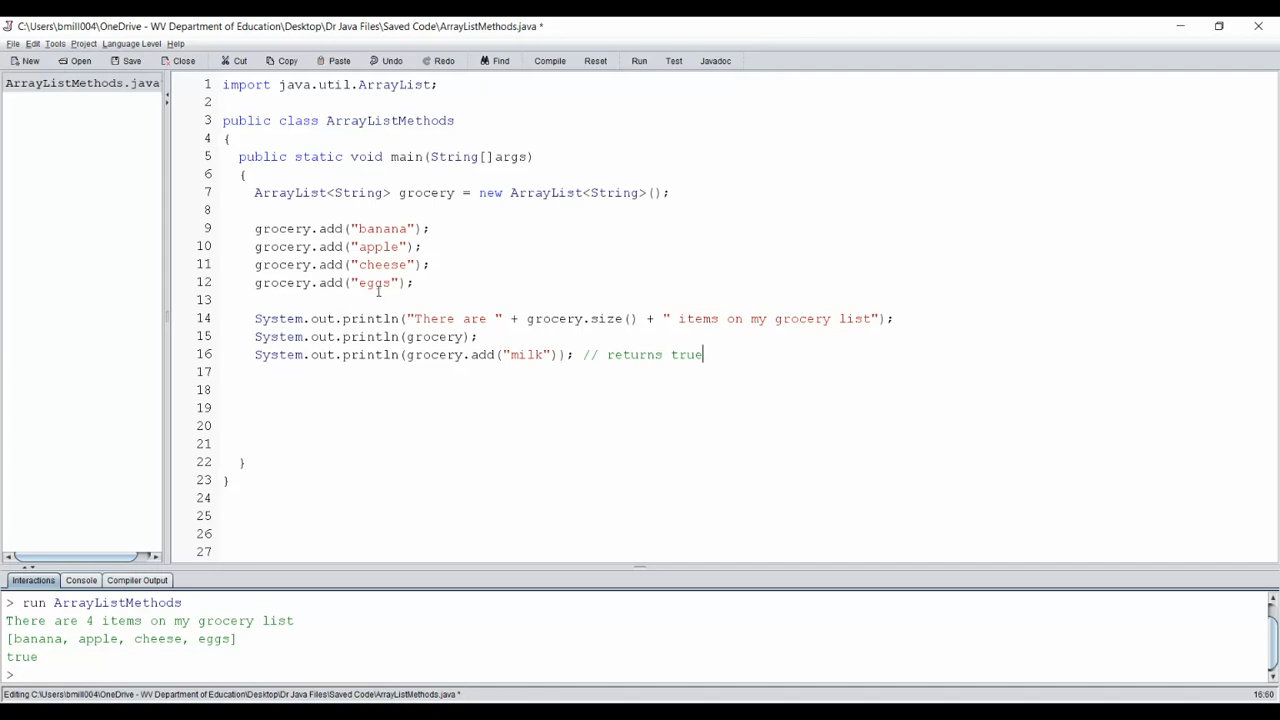 C:\Users\bmill004\OneDrive - WV Department of Education\Desktop\Dr Java Files\Saved Code\ArrayListMethods.java *
File Edit Tools Project Language Level Help
New Open Save Close Cut Copy Paste Undo Redo Find Compile Reset Run Test Javadoc
ArrayListMethods.java
1 import java.util.ArrayList;
2
3 public class ArrayListMethods
4 {
5 public static void main(String[]args)
6 {
7 ArrayList<String> grocery = new ArrayList<String>();
8
9 grocery.add("banana");
10 grocery.add("apple");
11 grocery.add("cheese");
12 grocery.add("eggs");
13
14 System.out.println("There are " + grocery.size() + " items on my grocery list");
15 System.out.println(grocery);
16 System.out.println(grocery.add("milk")); // returns true
17
18
19
20
21
22 }
23 }
24
25
26
27
Interactions Console Compiler Output
> run ArrayListMethods
There are 4 items on my grocery list
[banana, apple, cheese, eggs]
true
>
Editing C:\Users\bmill004\OneDrive - WV Department of Education\Desktop\Dr Java Files\Saved Code\ArrayListMethods.java * 16:60